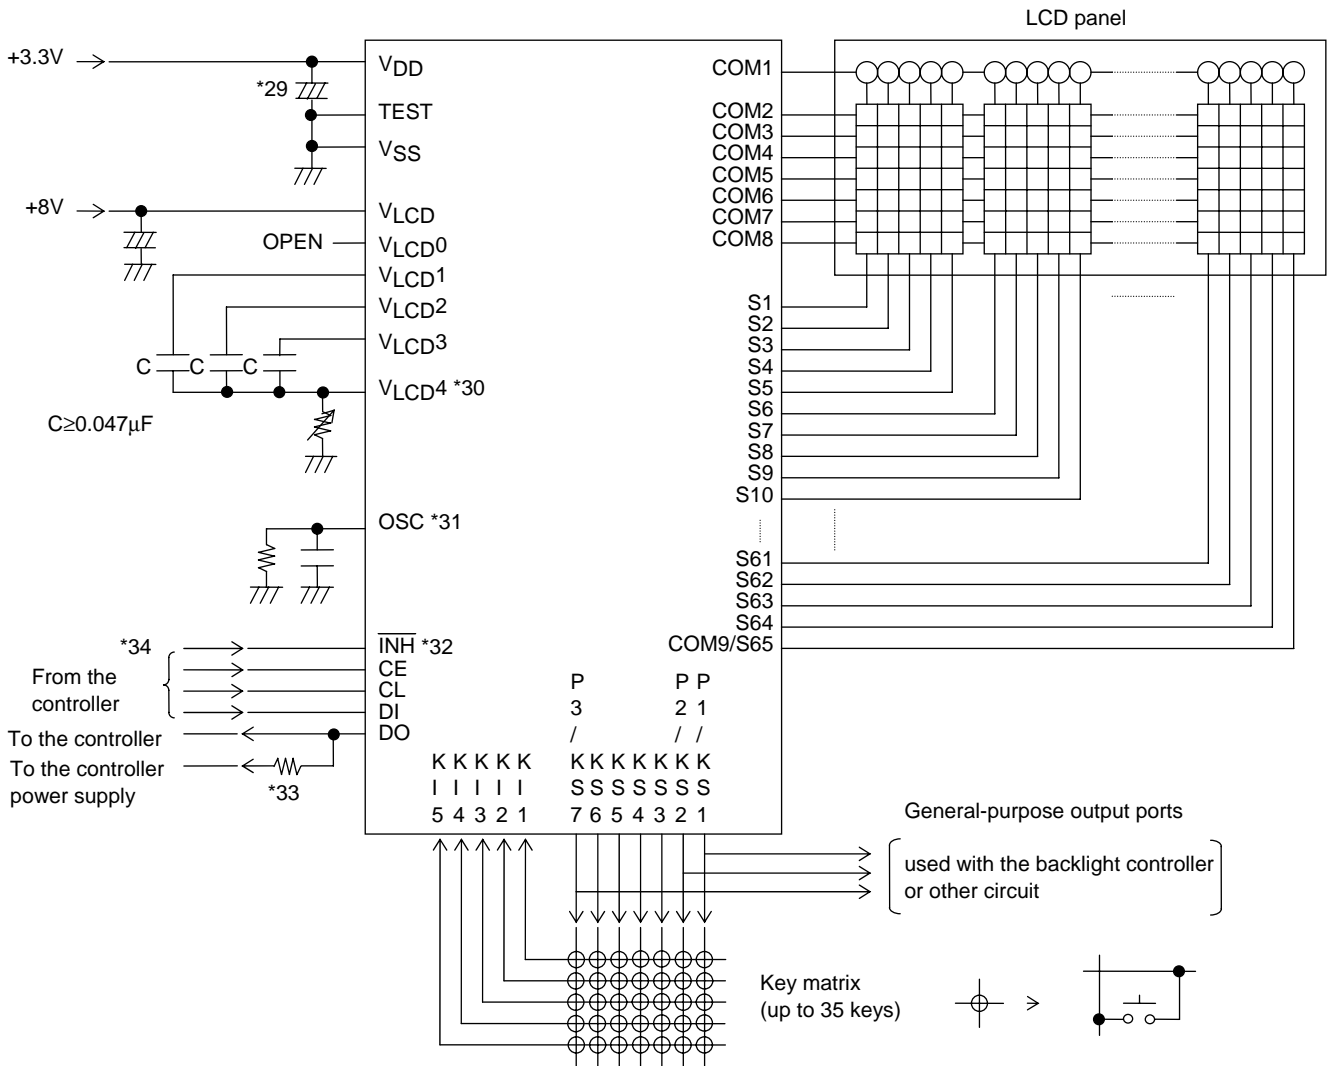 LCD panel
+3.3V
VDD
COM1
*29
TEST
COM2
COM3
VSS
COM4
COM5
COM6
+8V
VLCD
COM7
OPEN
VLCD0
COM8
VLCD1
VLCD2
S1
S2
VLCD3
S3
C C C
S4
VLCD4 *30
S5
C≥0.047μF
S6
S7
S8
S9
S10
OSC *31
S61
S62
S63
S64
*34
INH *32
COM9/S65
From the
controller
CE
CL
DI
To the controller
DO
To the controller
power supply
*33
P P P
3 2 1
/ / /
K K K K K K K K K K K K
I I I I I S S S S S S S
5 4 3 2 1 7 6 5 4 3 2 1
General-purpose output ports
used with the backlight controller
or other circuit
Key matrix
(up to 35 keys)